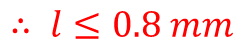 ∴ l ≤ 0.8 mm